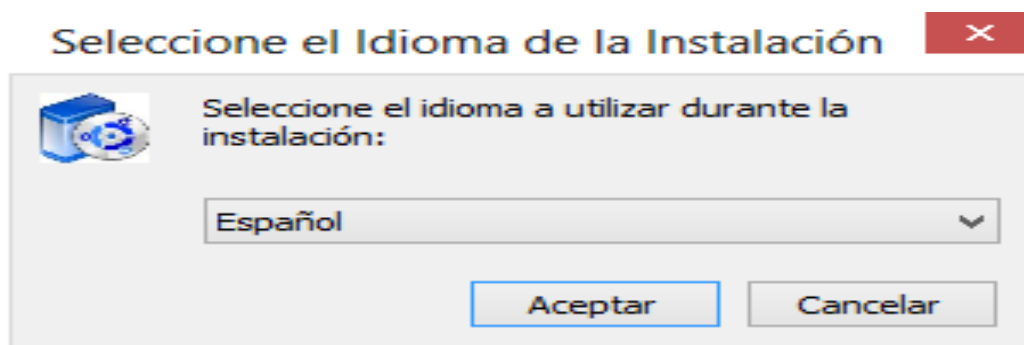 Seleccione el Idioma de la Instalación
Seleccione el idioma a utilizar durante la
instalación:
Español
Aceptar Cancelar